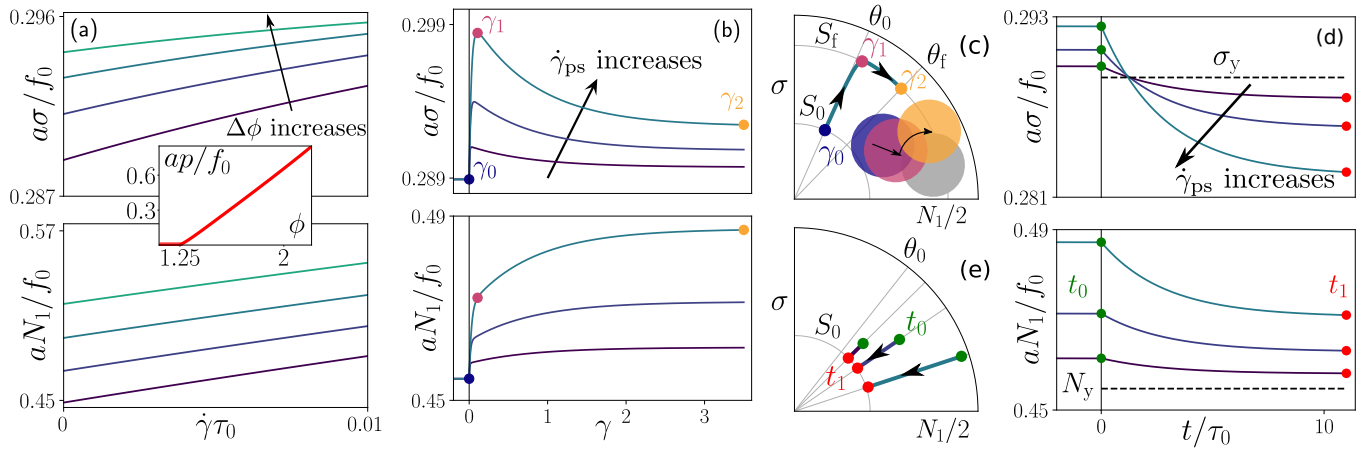 (a)
0.296
aσ/f₀
0.287
Δϕ increases
ap/f₀
0.6
0.3
1.25
2
ϕ
0.57
aN₁/f₀
0.45
0
γ̇τ₀
0.01
(b)
0.299
aσ/f₀
0.289
γ₁
γ̇ₚₛ increases
γ₂
γ₀
0.49
aN₁/f₀
0.45
0
1
2
3
γ
(c)
σ
S_f
θ₀
γ₁
θ_f
γ₂
S₀
γ₀
N₁/2
(e)
σ
θ₀
S₀
t₀
t₁
N₁/2
(d)
0.293
aσ/f₀
0.281
σ_y
γ̇ₚₛ increases
0.49
aN₁/f₀
0.45
t₀
t₁
N_y
0
10
t/τ₀